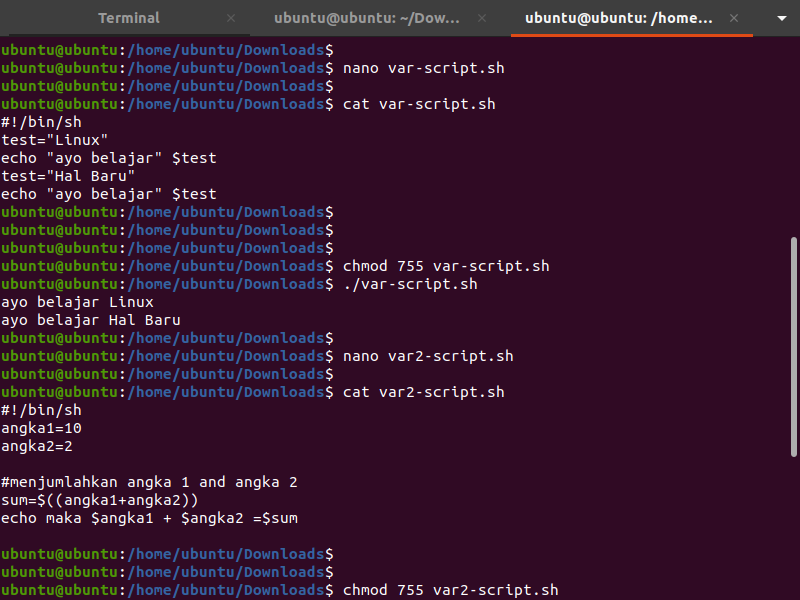 Terminal
ubuntu@ubuntu: ~/Dow...
ubuntu@ubuntu: /home...
ubuntu@ubuntu:/home/ubuntu/Downloads$
ubuntu@ubuntu:/home/ubuntu/Downloads$ nano var-script.sh
ubuntu@ubuntu:/home/ubuntu/Downloads$
ubuntu@ubuntu:/home/ubuntu/Downloads$ cat var-script.sh
#!/bin/sh
test="Linux"
echo "ayo belajar" $test
test="Hal Baru"
echo "ayo belajar" $test
ubuntu@ubuntu:/home/ubuntu/Downloads$
ubuntu@ubuntu:/home/ubuntu/Downloads$
ubuntu@ubuntu:/home/ubuntu/Downloads$
ubuntu@ubuntu:/home/ubuntu/Downloads$ chmod 755 var-script.sh
ubuntu@ubuntu:/home/ubuntu/Downloads$ ./var-script.sh
ayo belajar Linux
ayo belajar Hal Baru
ubuntu@ubuntu:/home/ubuntu/Downloads$
ubuntu@ubuntu:/home/ubuntu/Downloads$ nano var2-script.sh
ubuntu@ubuntu:/home/ubuntu/Downloads$
ubuntu@ubuntu:/home/ubuntu/Downloads$ cat var2-script.sh
#!/bin/sh
angka1=10
angka2=2
#menjumlahkan angka 1 and angka 2
sum=$((angka1+angka2))
echo maka $angka1 + $angka2 =$sum
ubuntu@ubuntu:/home/ubuntu/Downloads$
ubuntu@ubuntu:/home/ubuntu/Downloads$
ubuntu@ubuntu:/home/ubuntu/Downloads$ chmod 755 var2-script.sh